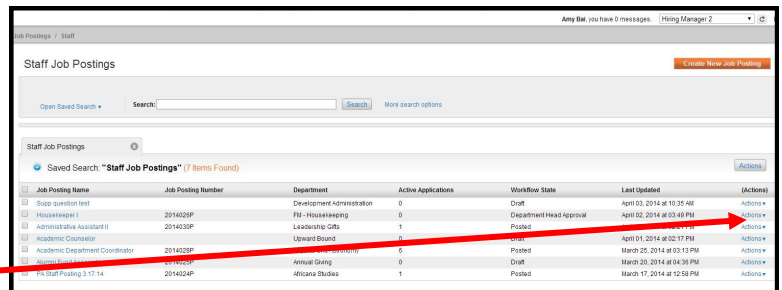 Amy Bai, you have 0 messages. Hiring Manager 2
Job Postings / Staff
Staff Job Postings
Create New Job Posting
Open Saved Search Search: Search More search options
Staff Job Postings
Saved Search: "Staff Job Postings" (7 Items Found) Actions
Job Posting Name Job Posting Number Department Active Applications Workflow State Last Updated (Actions)
Supp question test Development Administration 0 Draft April 03, 2014 at 10:35 AM Actions
Housekeeper I 2014026P FM - Housekeeping 0 Department Head Approval April 02, 2014 at 03:49 PM Actions
Administrative Assistant II 2014030P Leadership Gifts 1 Posted Actions
Academic Counselor Upward Bound April 01, 2014 at 02:17 PM Actions
Academic Department Coordinator 2014028P 6 Posted March 25, 2014 at 03:13 PM Actions
Annual Giving 0 Draft March 20, 2014 at 04:36 PM Actions
PA Staff Posting 3.17.14 2014024P Africana Studies 1 Posted March 17, 2014 at 12:58 PM Actions